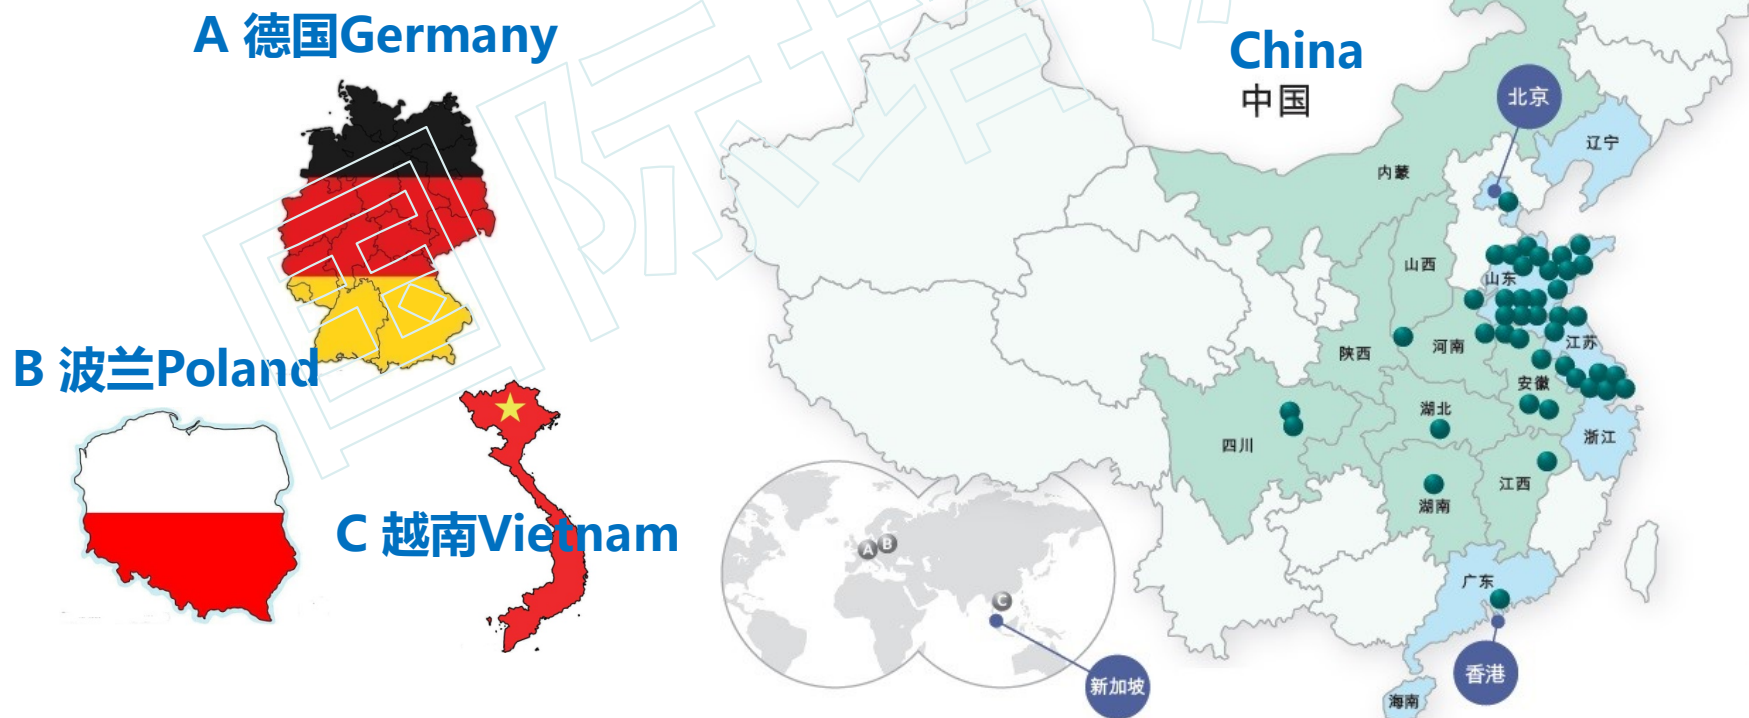 A 德国Germany
China
中国
北京
辽宁
内蒙
山西
山东
陕西
河南
江苏
B 波兰Poland
安徽
湖北
四川
浙江
江西
湖南
C 越南Vietnam
A
B
C
广东
新加坡
香港
海南
国际